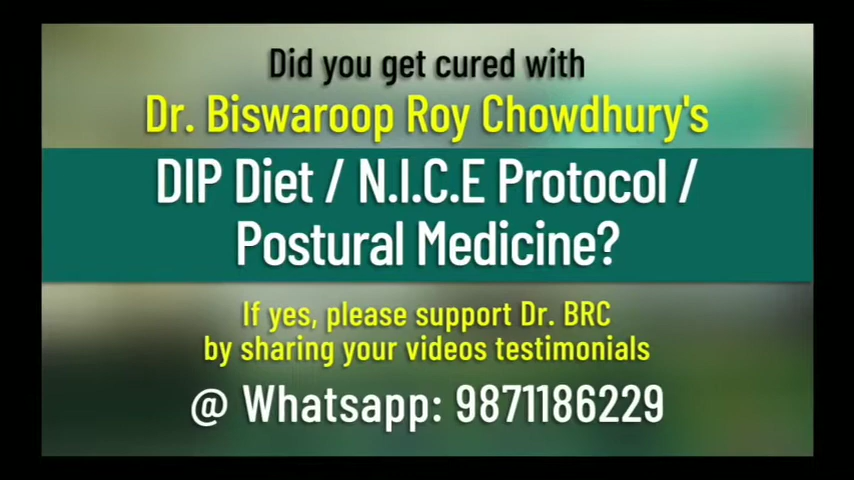 Did you get cured with
Dr. Biswaroop Roy Chowdhury's
DIP Diet / N.I.C.E Protocol /
Postural Medicine?
If yes, please support Dr. BRC
by sharing your videos testimonials
@ Whatsapp: 9871186229